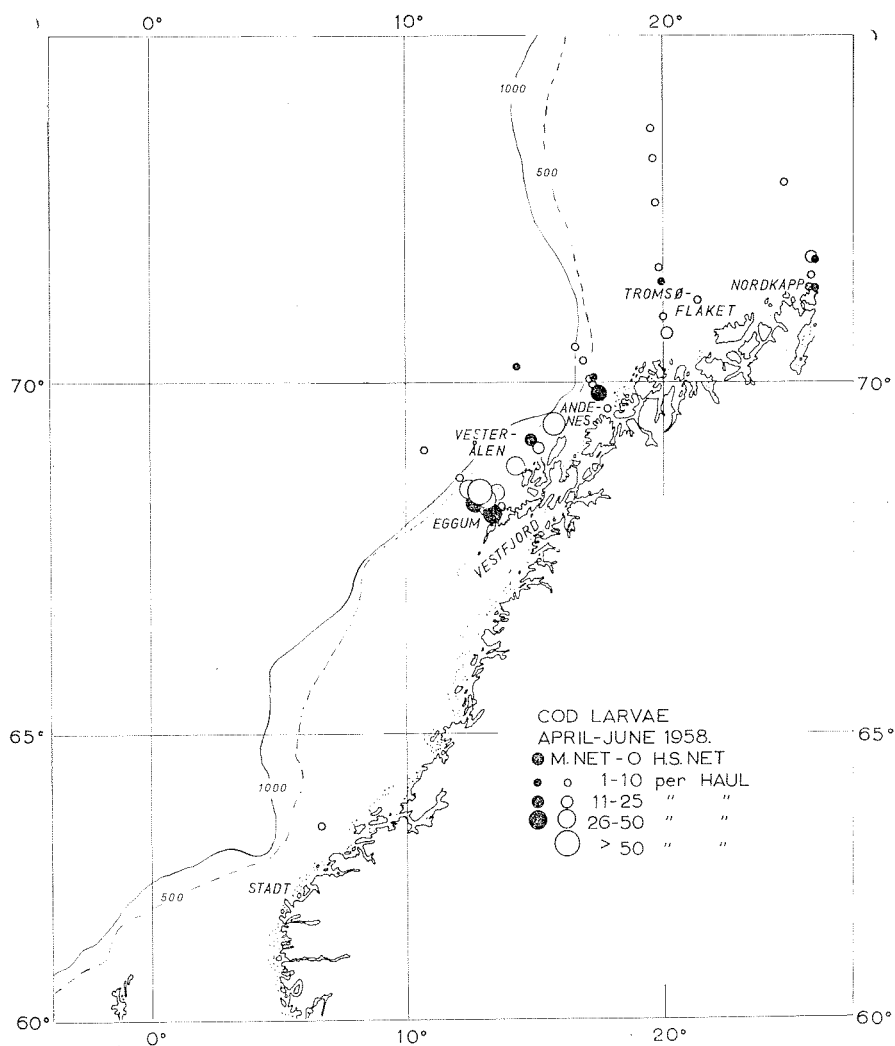 0° 10° 20°
1000
500
NORDKAPP
TROMSØ-
FLAKET
70° 70°
ANDE-
NES
VESTER-
ÅLEN
EGGUM
VESTFJORD
COD LARVAE
APRIL-JUNE 1958.
M. NET - O H.S. NET
1-10 per HAUL
11-25 " "
26-50 " "
> 50 " "
65° 65°
1000
STADT
500
60° 60°
0° 10° 20°